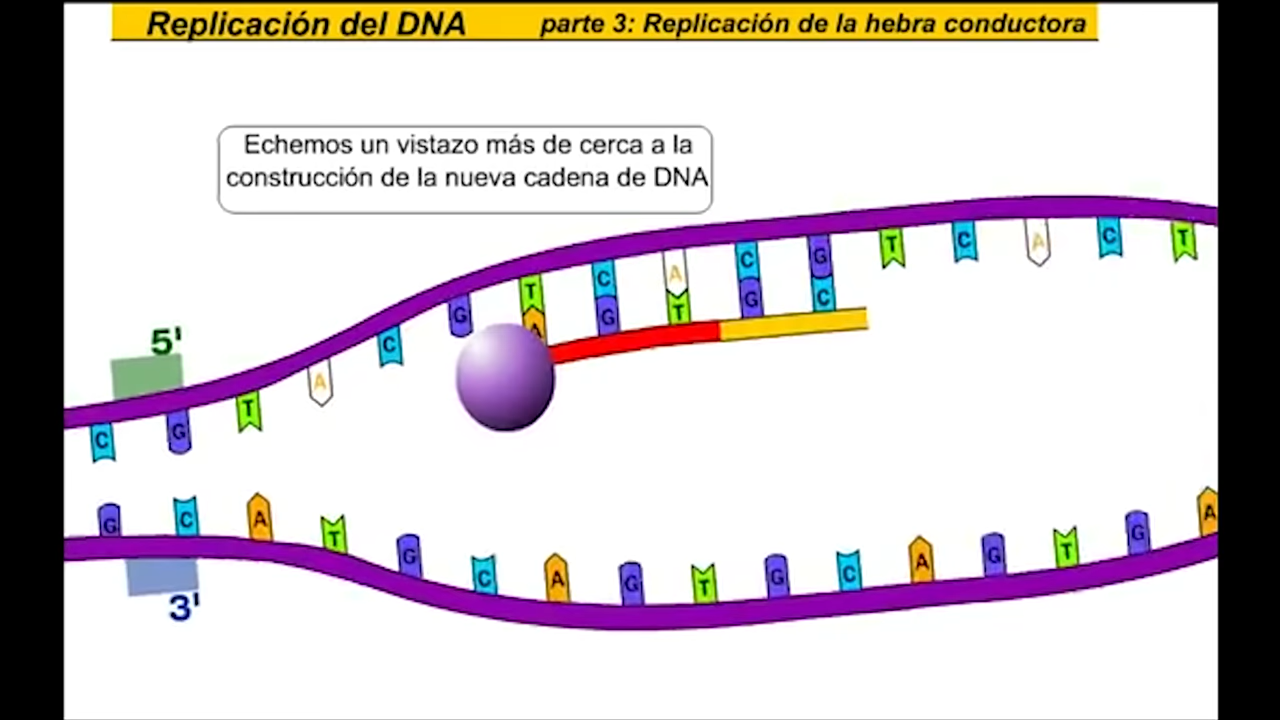 Replicación del DNA parte 3: Replicación de la hebra conductora
Echemos un vistazo más de cerca a la
construcción de la nueva cadena de DNA
C G T A C G T C A C G T C A C T
A G T G C
5'
G C A T G C A G T G C A G T G A
3'